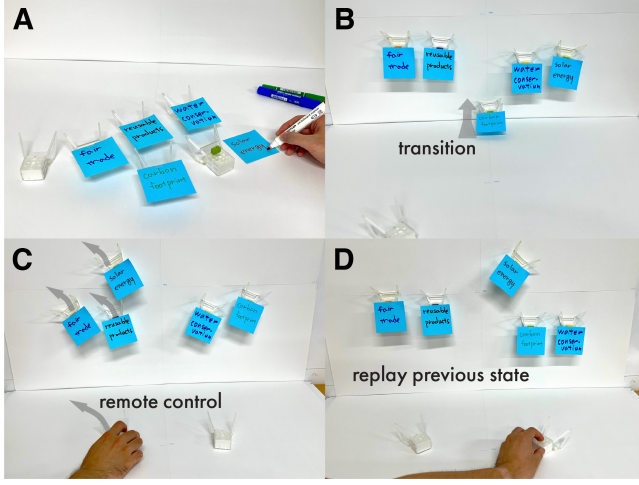 A
fair
trade
reusable
products
water
conser-
vation
carbon
footprint
solar
energy
B
fair
trade
reusable
products
water
conser-
vation
solar
energy
carbon
footprint
transition
C
solar
energy
fair
trade
reusable
products
water
conser-
vation
carbon
footprint
remote control
D
solar
energy
fair
trade
reusable
products
carbon
footprint
water
conser-
vation
replay previous state